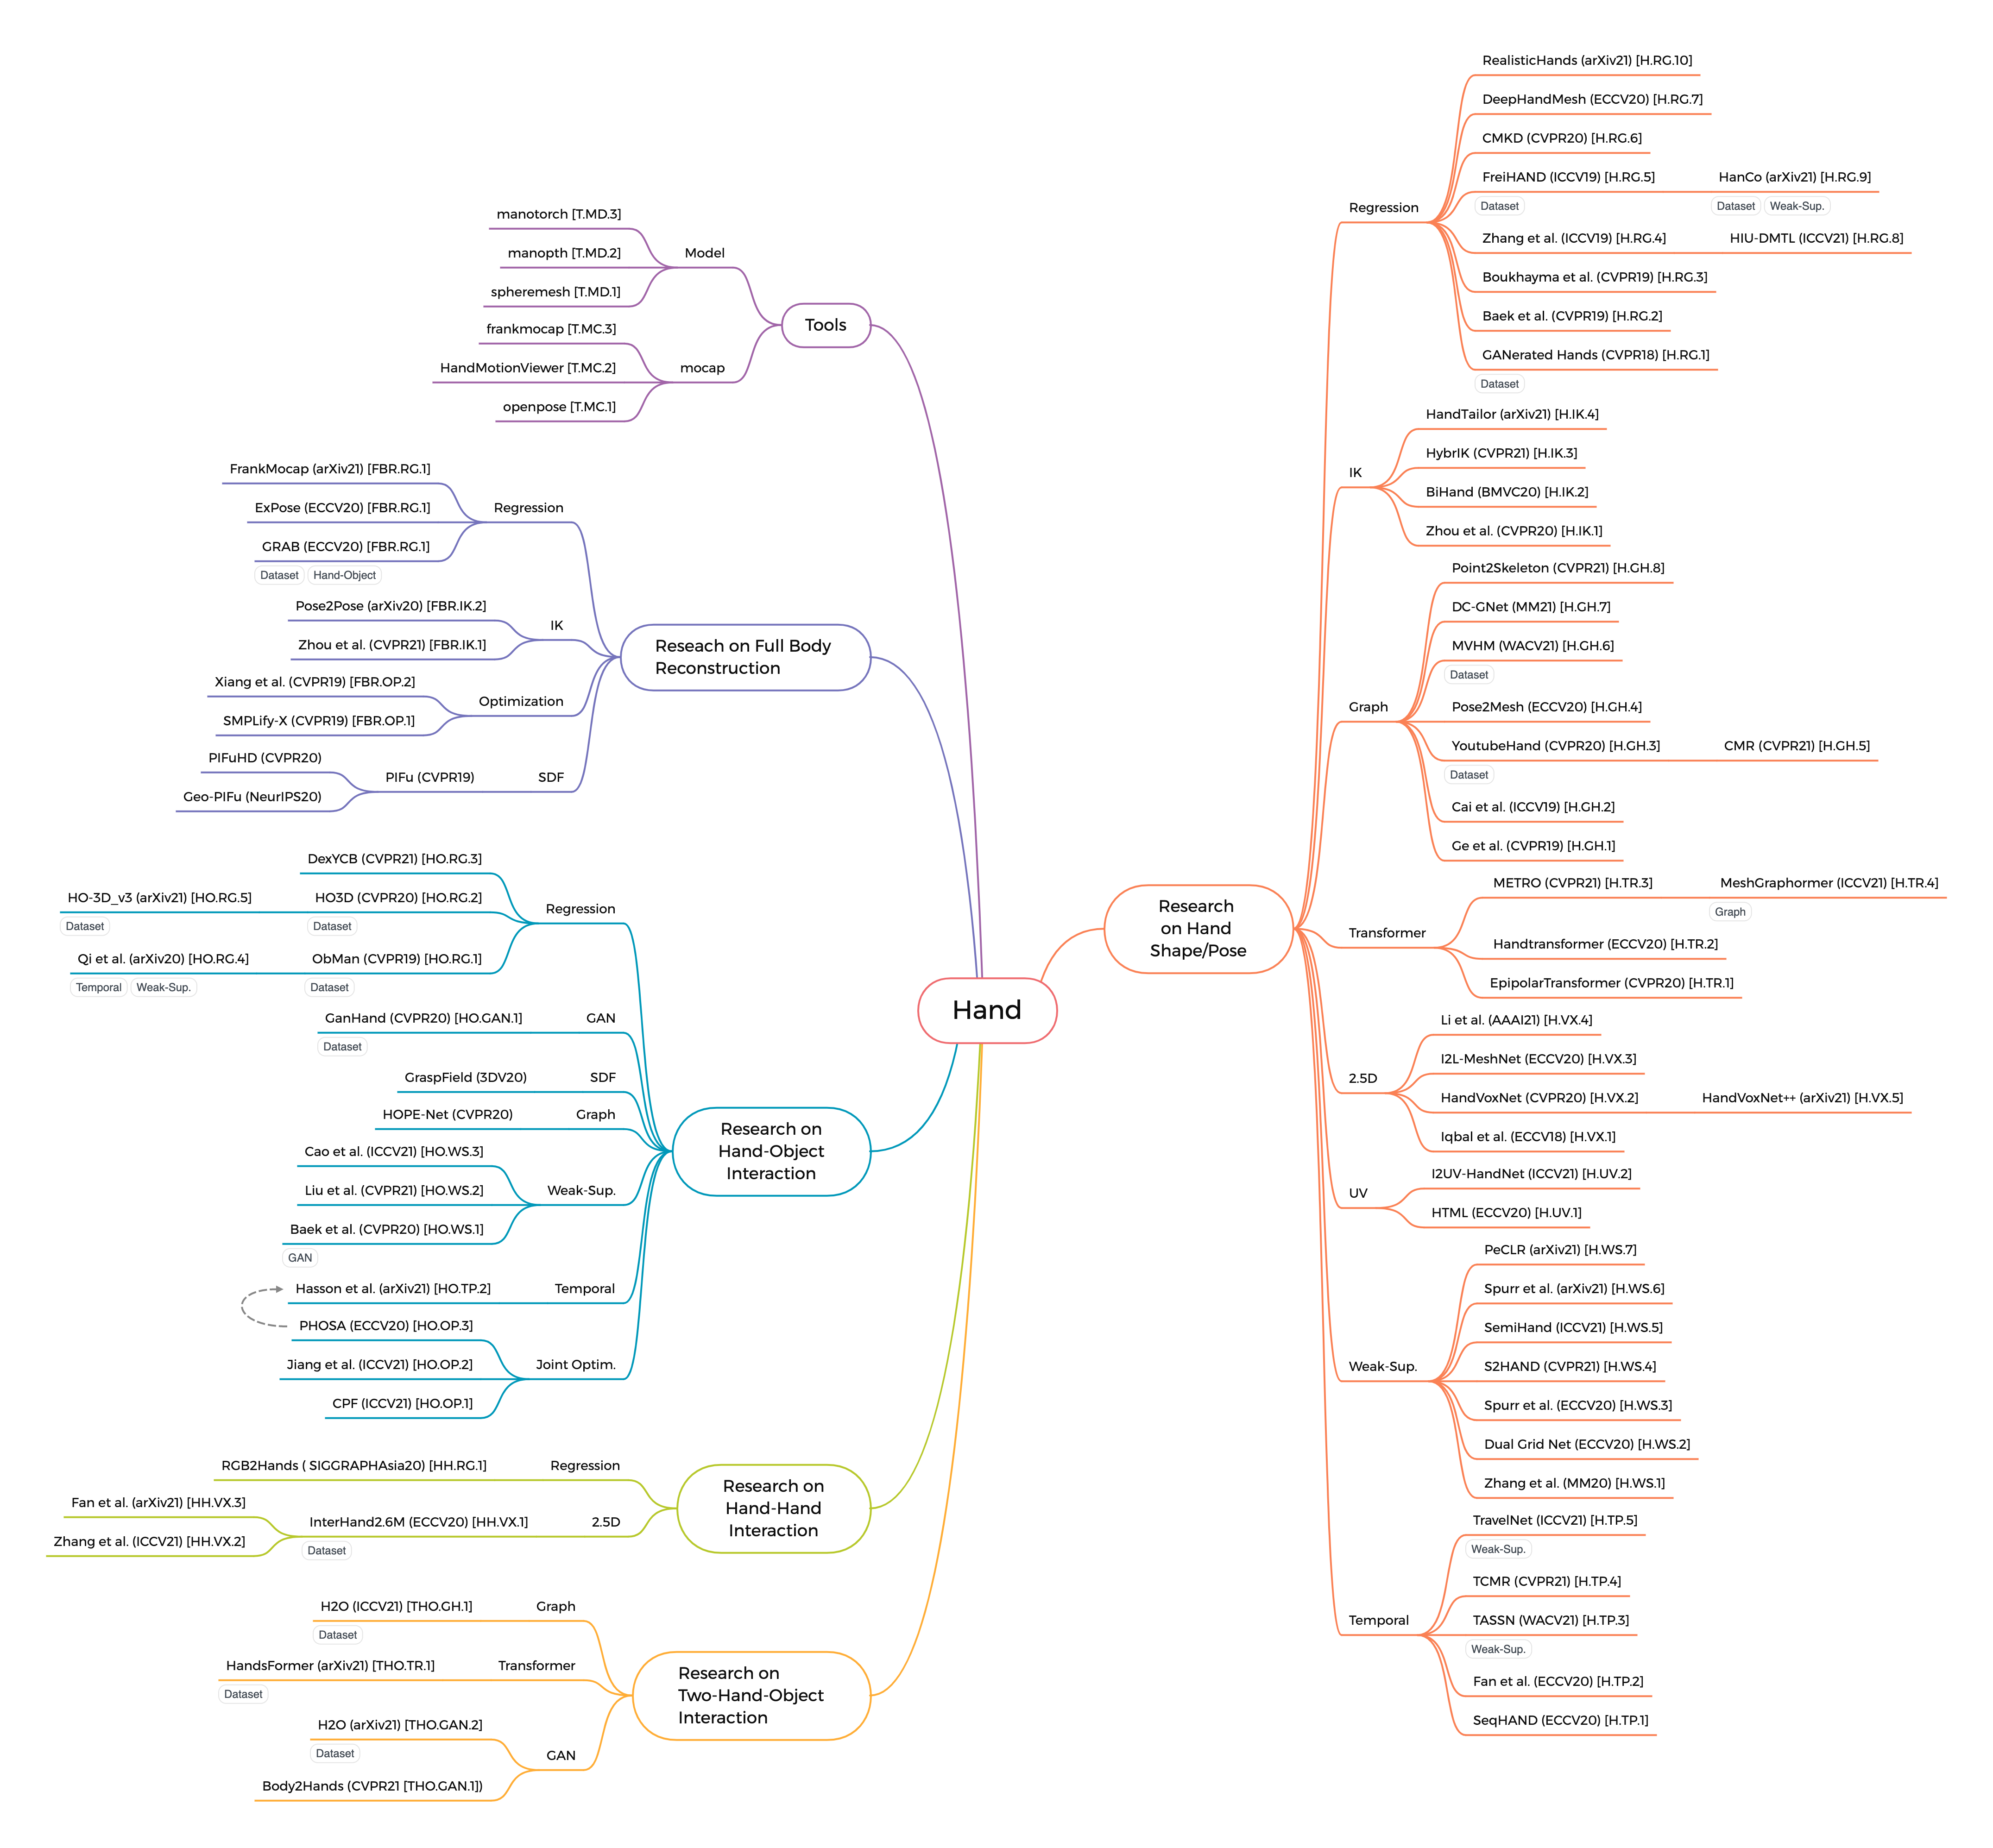 Hand
Tools
Model
manotorch [T.MD.3]
manopth [T.MD.2]
spheremesh [T.MD.1]
mocap
frankmocap [T.MC.3]
HandMotionViewer [T.MC.2]
openpose [T.MC.1]
Reseach on Full Body
Reconstruction
Regression
FrankMocap (arXiv21) [FBR.RG.1]
ExPose (ECCV20) [FBR.RG.1]
GRAB (ECCV20) [FBR.RG.1]
Dataset
Hand-Object
IK
Pose2Pose (arXiv20) [FBR.IK.2]
Zhou et al. (CVPR21) [FBR.IK.1]
Optimization
Xiang et al. (CVPR19) [FBR.OP.2]
SMPLify-X (CVPR19) [FBR.OP.1]
SDF
PIFu (CVPR19)
PIFuHD (CVPR20)
Geo-PIFu (NeurIPS20)
Research on
Hand-Object
Interaction
Regression
DexYCB (CVPR21) [HO.RG.3]
HO3D (CVPR20) [HO.RG.2]
Dataset
HO-3D_v3 (arXiv21) [HO.RG.5]
Dataset
ObMan (CVPR19) [HO.RG.1]
Dataset
Qi et al. (arXiv20) [HO.RG.4]
Temporal
Weak-Sup.
GAN
GanHand (CVPR20) [HO.GAN.1]
Dataset
SDF
GraspField (3DV20)
Graph
HOPE-Net (CVPR20)
Weak-Sup.
Cao et al. (ICCV21) [HO.WS.3]
Liu et al. (CVPR21) [HO.WS.2]
Baek et al. (CVPR20) [HO.WS.1]
GAN
Temporal
Hasson et al. (arXiv21) [HO.TP.2]
Joint Optim.
PHOSA (ECCV20) [HO.OP.3]
Jiang et al. (ICCV21) [HO.OP.2]
CPF (ICCV21) [HO.OP.1]
Research on
Hand-Hand
Interaction
Regression
RGB2Hands ( SIGGRAPHAsia20) [HH.RG.1]
2.5D
InterHand2.6M (ECCV20) [HH.VX.1]
Dataset
Fan et al. (arXiv21) [HH.VX.3]
Zhang et al. (ICCV21) [HH.VX.2]
Research on
Two-Hand-Object
Interaction
Graph
H2O (ICCV21) [THO.GH.1]
Dataset
Transformer
HandsFormer (arXiv21) [THO.TR.1]
Dataset
GAN
H2O (arXiv21) [THO.GAN.2]
Dataset
Body2Hands (CVPR21 [THO.GAN.1])
Research
on Hand
Shape/Pose
Regression
RealisticHands (arXiv21) [H.RG.10]
DeepHandMesh (ECCV20) [H.RG.7]
CMKD (CVPR20) [H.RG.6]
FreiHAND (ICCV19) [H.RG.5]
Dataset
HanCo (arXiv21) [H.RG.9]
Dataset
Weak-Sup.
Zhang et al. (ICCV19) [H.RG.4]
HIU-DMTL (ICCV21) [H.RG.8]
Boukhayma et al. (CVPR19) [H.RG.3]
Baek et al. (CVPR19) [H.RG.2]
GANerated Hands (CVPR18) [H.RG.1]
Dataset
IK
HandTailor (arXiv21) [H.IK.4]
HybrIK (CVPR21) [H.IK.3]
BiHand (BMVC20) [H.IK.2]
Zhou et al. (CVPR20) [H.IK.1]
Graph
Point2Skeleton (CVPR21) [H.GH.8]
DC-GNet (MM21) [H.GH.7]
MVHM (WACV21) [H.GH.6]
Dataset
Pose2Mesh (ECCV20) [H.GH.4]
YoutubeHand (CVPR20) [H.GH.3]
Dataset
CMR (CVPR21) [H.GH.5]
Cai et al. (ICCV19) [H.GH.2]
Ge et al. (CVPR19) [H.GH.1]
Transformer
METRO (CVPR21) [H.TR.3]
MeshGraphormer (ICCV21) [H.TR.4]
Graph
Handtransformer (ECCV20) [H.TR.2]
EpipolarTransformer (CVPR20) [H.TR.1]
2.5D
Li et al. (AAAI21) [H.VX.4]
I2L-MeshNet (ECCV20) [H.VX.3]
HandVoxNet (CVPR20) [H.VX.2]
HandVoxNet++ (arXiv21) [H.VX.5]
Iqbal et al. (ECCV18) [H.VX.1]
UV
I2UV-HandNet (ICCV21) [H.UV.2]
HTML (ECCV20) [H.UV.1]
Weak-Sup.
PeCLR (arXiv21) [H.WS.7]
Spurr et al. (arXiv21) [H.WS.6]
SemiHand (ICCV21) [H.WS.5]
S2HAND (CVPR21) [H.WS.4]
Spurr et al. (ECCV20) [H.WS.3]
Dual Grid Net (ECCV20) [H.WS.2]
Zhang et al. (MM20) [H.WS.1]
Temporal
TravelNet (ICCV21) [H.TP.5]
Weak-Sup.
TCMR (CVPR21) [H.TP.4]
TASSN (WACV21) [H.TP.3]
Weak-Sup.
Fan et al. (ECCV20) [H.TP.2]
SeqHAND (ECCV20) [H.TP.1]